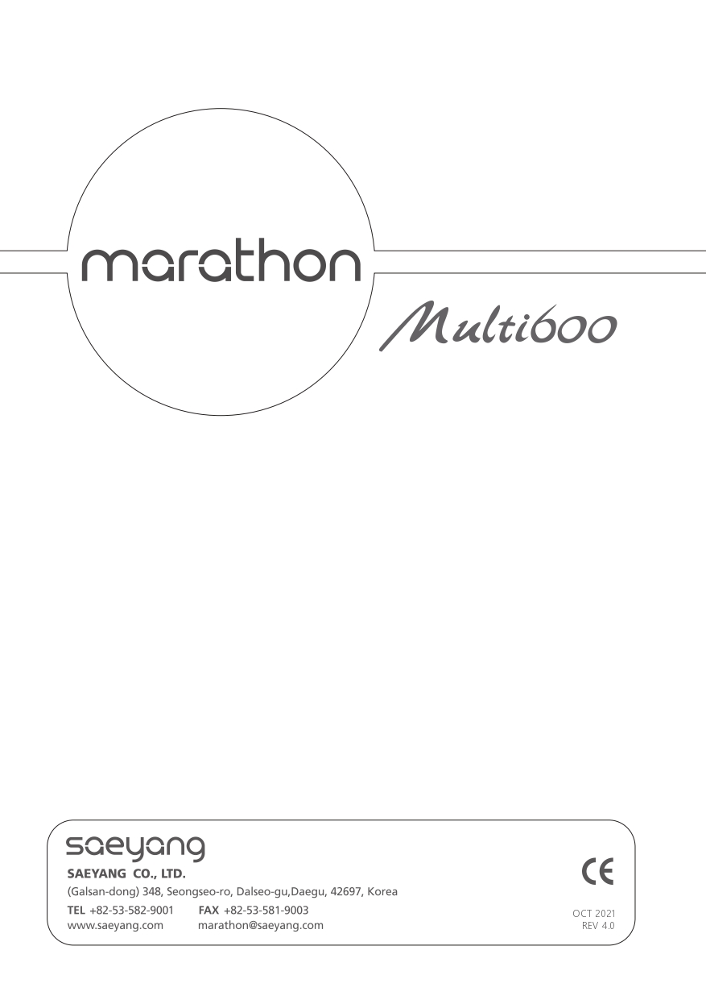 marathon
Multi600
saeyang
SAEYANG CO., LTD.
(Galsan-dong) 348, Seongseo-ro, Dalseo-gu,Daegu, 42697, Korea
TEL +82-53-582-9001 FAX +82-53-581-9003
www.saeyang.com marathon@saeyang.com
CE
OCT 2021
REV 4.0